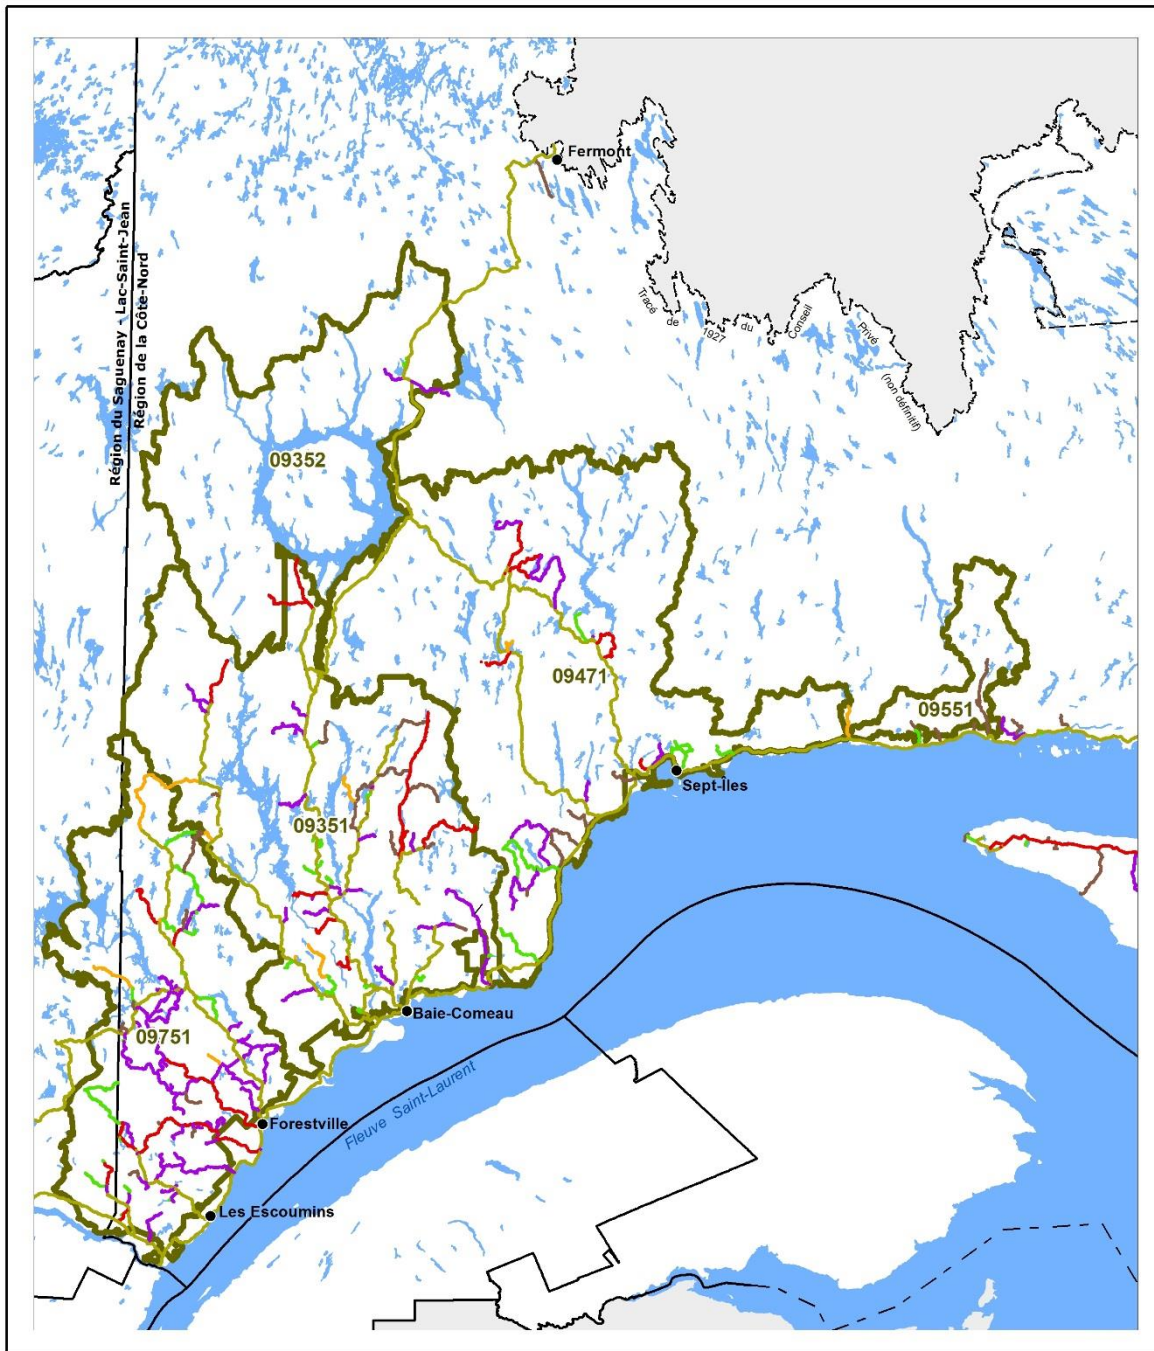 Fermont
Région du Saguenay - Lac-Saint-Jean
Région de la Côte-Nord
Tracé de 1927 du Conseil Privé (non définitif)
09352
09471
09551
Sept-Îles
09351
Baie-Comeau
09751
Fleuve Saint-Laurent
Forestville
Les Escoumins